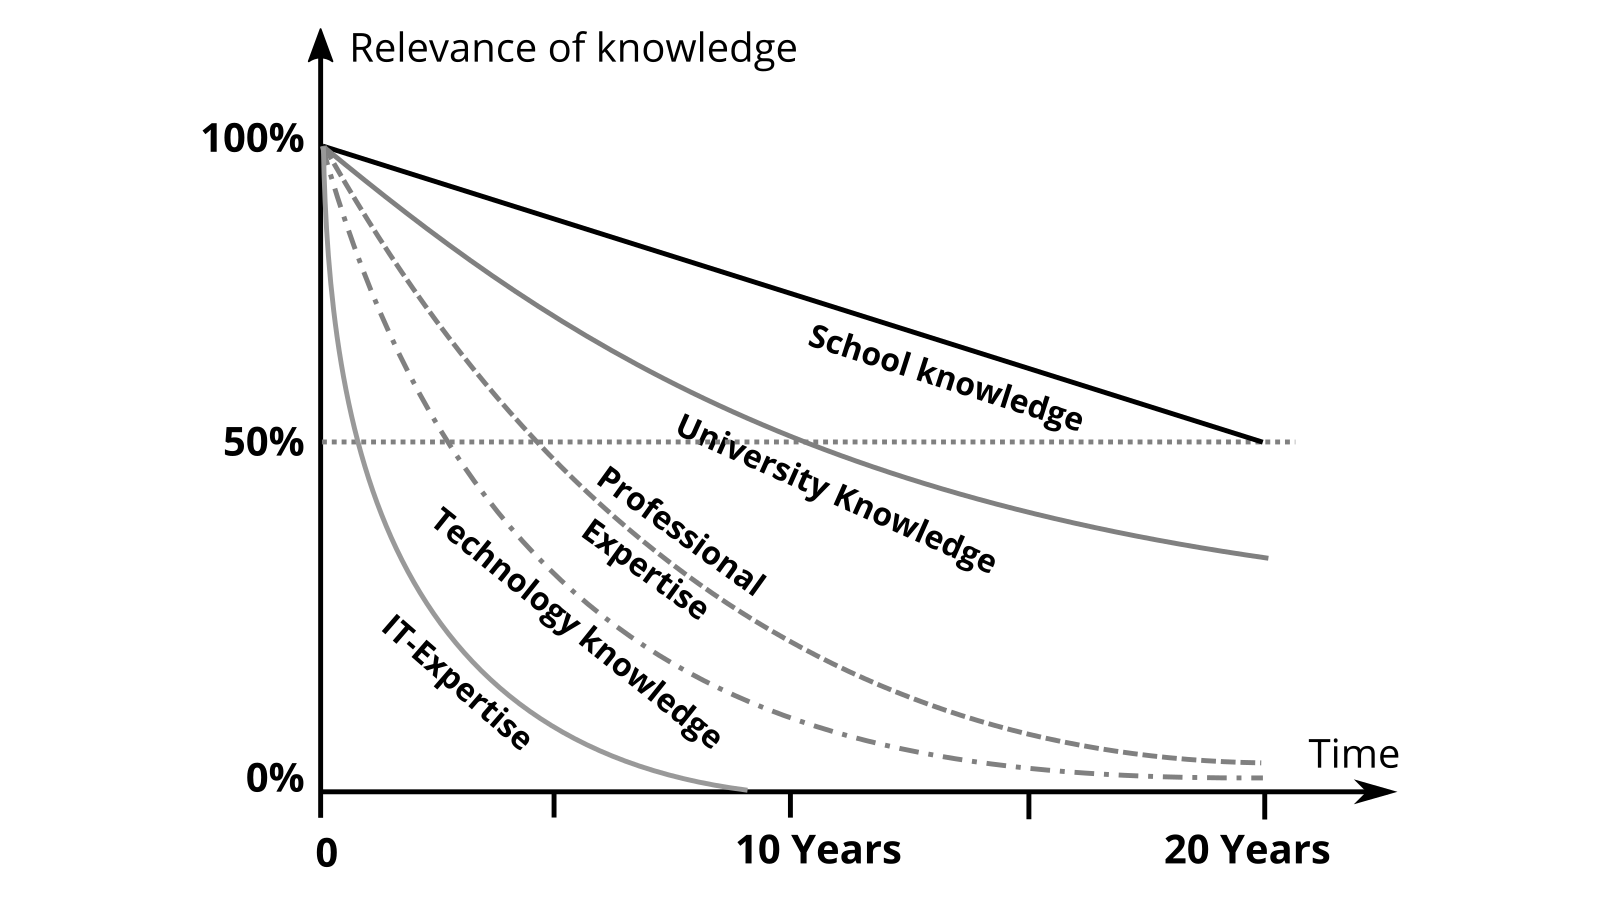 Relevance of knowledge
100%
School knowledge
50%
University Knowledge
Professional
Expertise
Technology knowledge
IT-Expertise
0%
Time
0
10 Years
20 Years